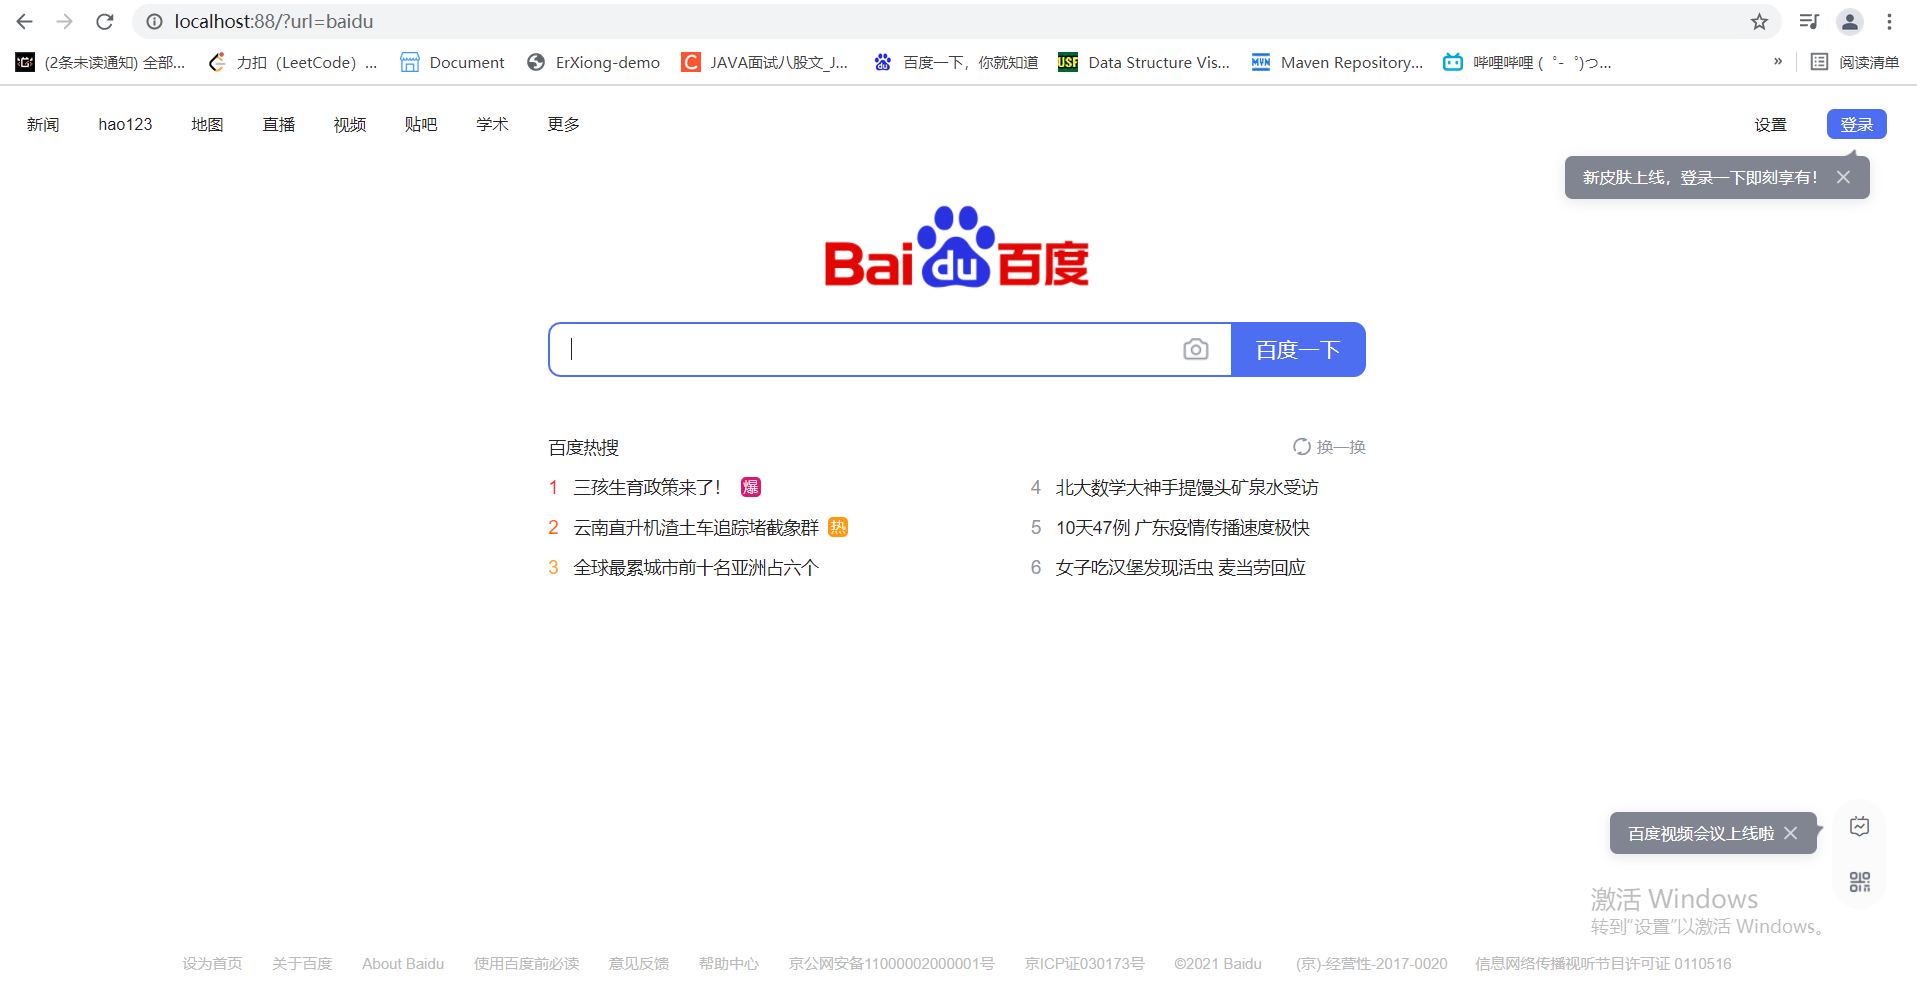 localhost:88/?url=baidu
(2条未读通知) 全部... 力扣（LeetCode）... Document ErXiong-demo JAVA面试八股文_J... 百度一下，你就知道 USF Data Structure Vis... MVN Maven Repository... 哔哩哔哩 (゜-゜)つ... » 阅读清单
新闻 hao123 地图 直播 视频 贴吧 学术 更多 设置 登录
新皮肤上线，登录一下即刻享有！
Bai du 百度
百度一下
百度热搜 换一换
1 三孩生育政策来了！ 爆 4 北大数学大神手提馒头矿泉水受访
2 云南直升机渣土车追踪堵截象群 热 5 10天47例 广东疫情传播速度极快
3 全球最累城市前十名亚洲占六个 6 女子吃汉堡发现活虫 麦当劳回应
百度视频会议上线啦
激活 Windows
转到“设置”以激活 Windows。
设为首页 关于百度 About Baidu 使用百度前必读 意见反馈 帮助中心 京公网安备11000002000001号 京ICP证030173号 ©2021 Baidu (京)-经营性-2017-0020 信息网络传播视听节目许可证 0110516